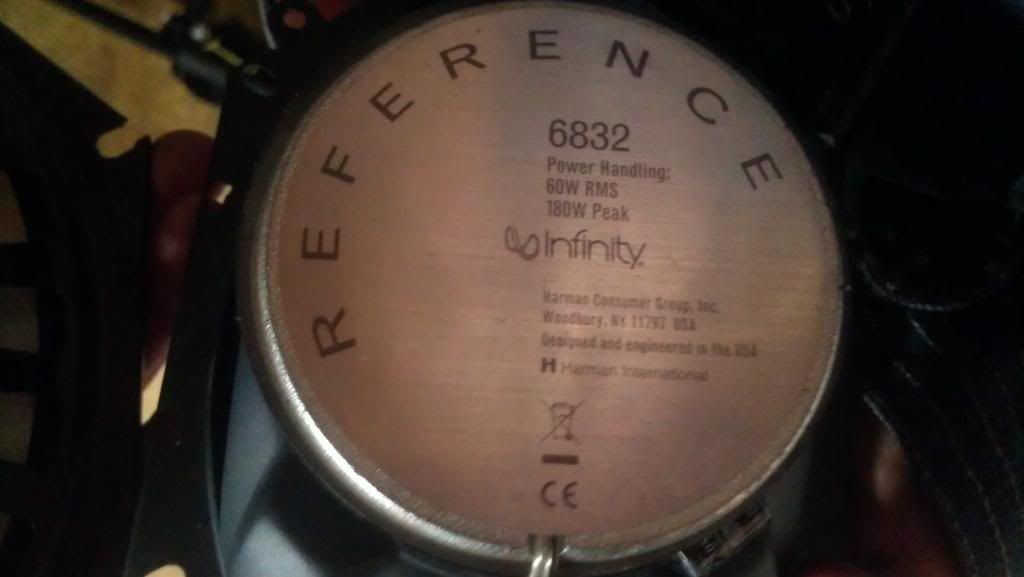 REFERENCE
6832
Power Handling:
60W RMS
180W Peak
Infinity
Harman Consumer Group, Inc.
Woodbury, NY 11797 USA
Designed and engineered in the USA
H Harman International
CE